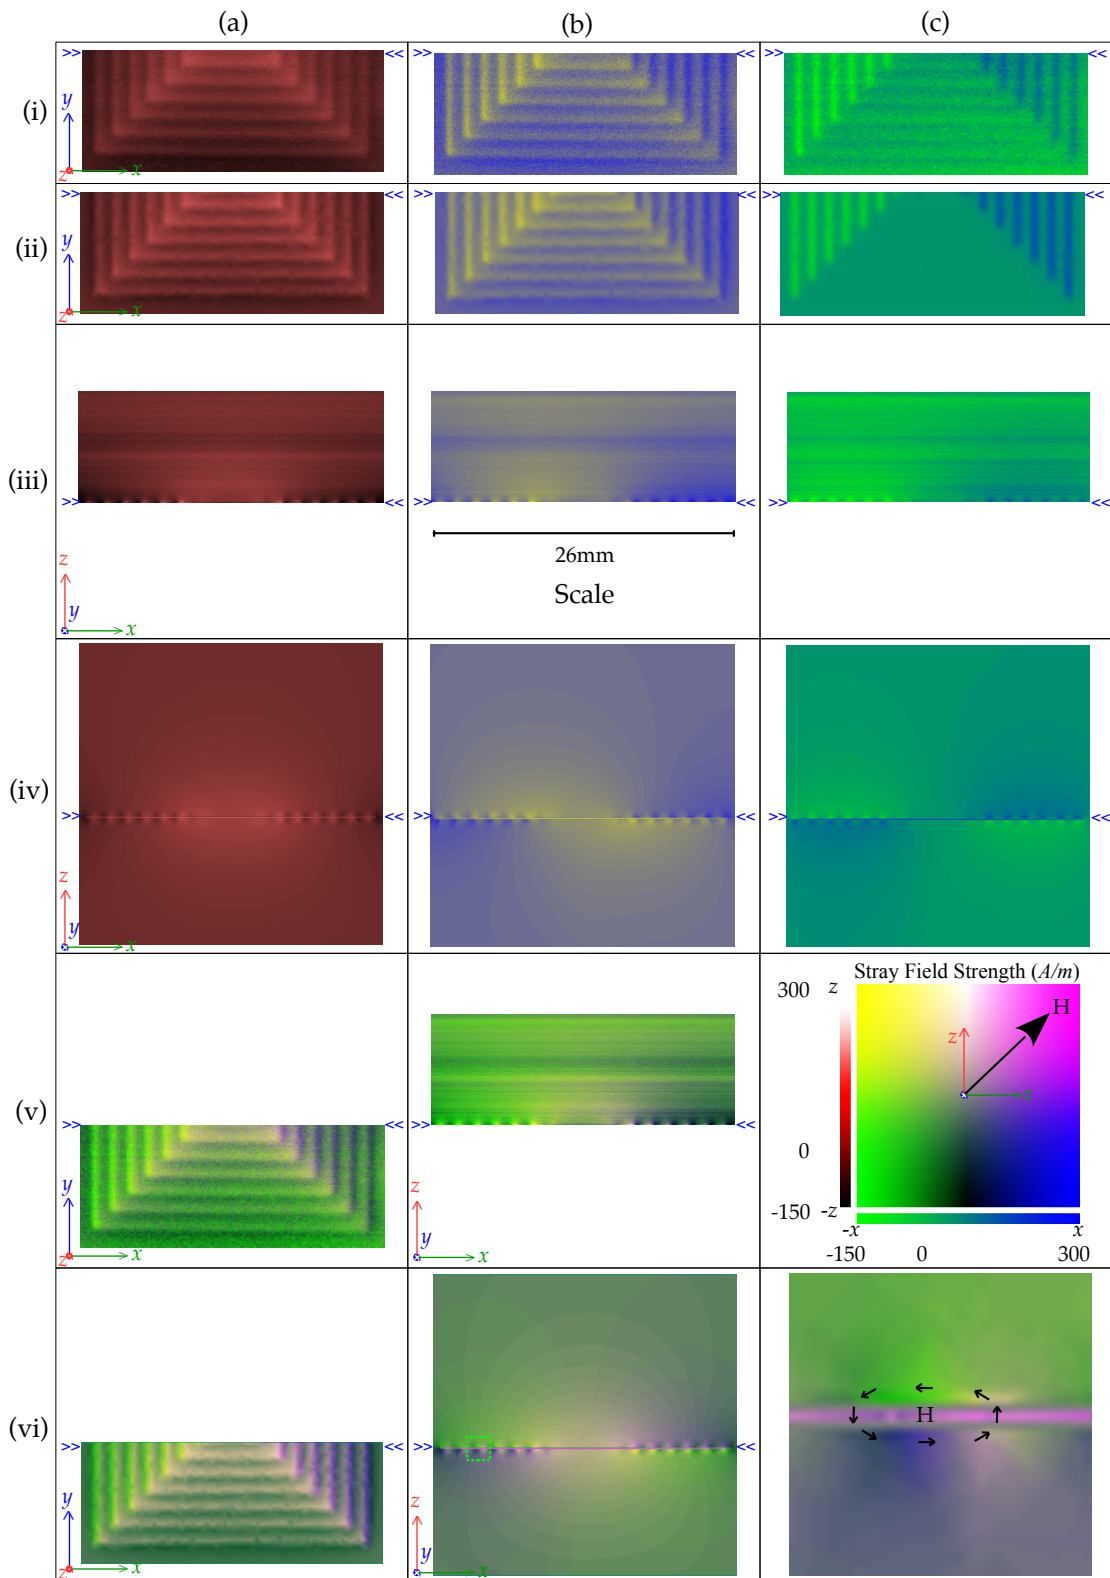 (a) (b) (c)
(i) >> <<
y
z x
(ii) >> <<
y
z x
(iii) >> << >> << >> <<
26mm
Scale
z
y
x
(iv) >> << >> << >> <<
z
y
x
Stray Field Strength (A/m)
300 z H
z
x
(v) >> << >> <<
0
-150 -z
-x x
-150 0 300
y
z x
z
y
x
(vi) >> << >> <<
H
y
z x
z
y
x